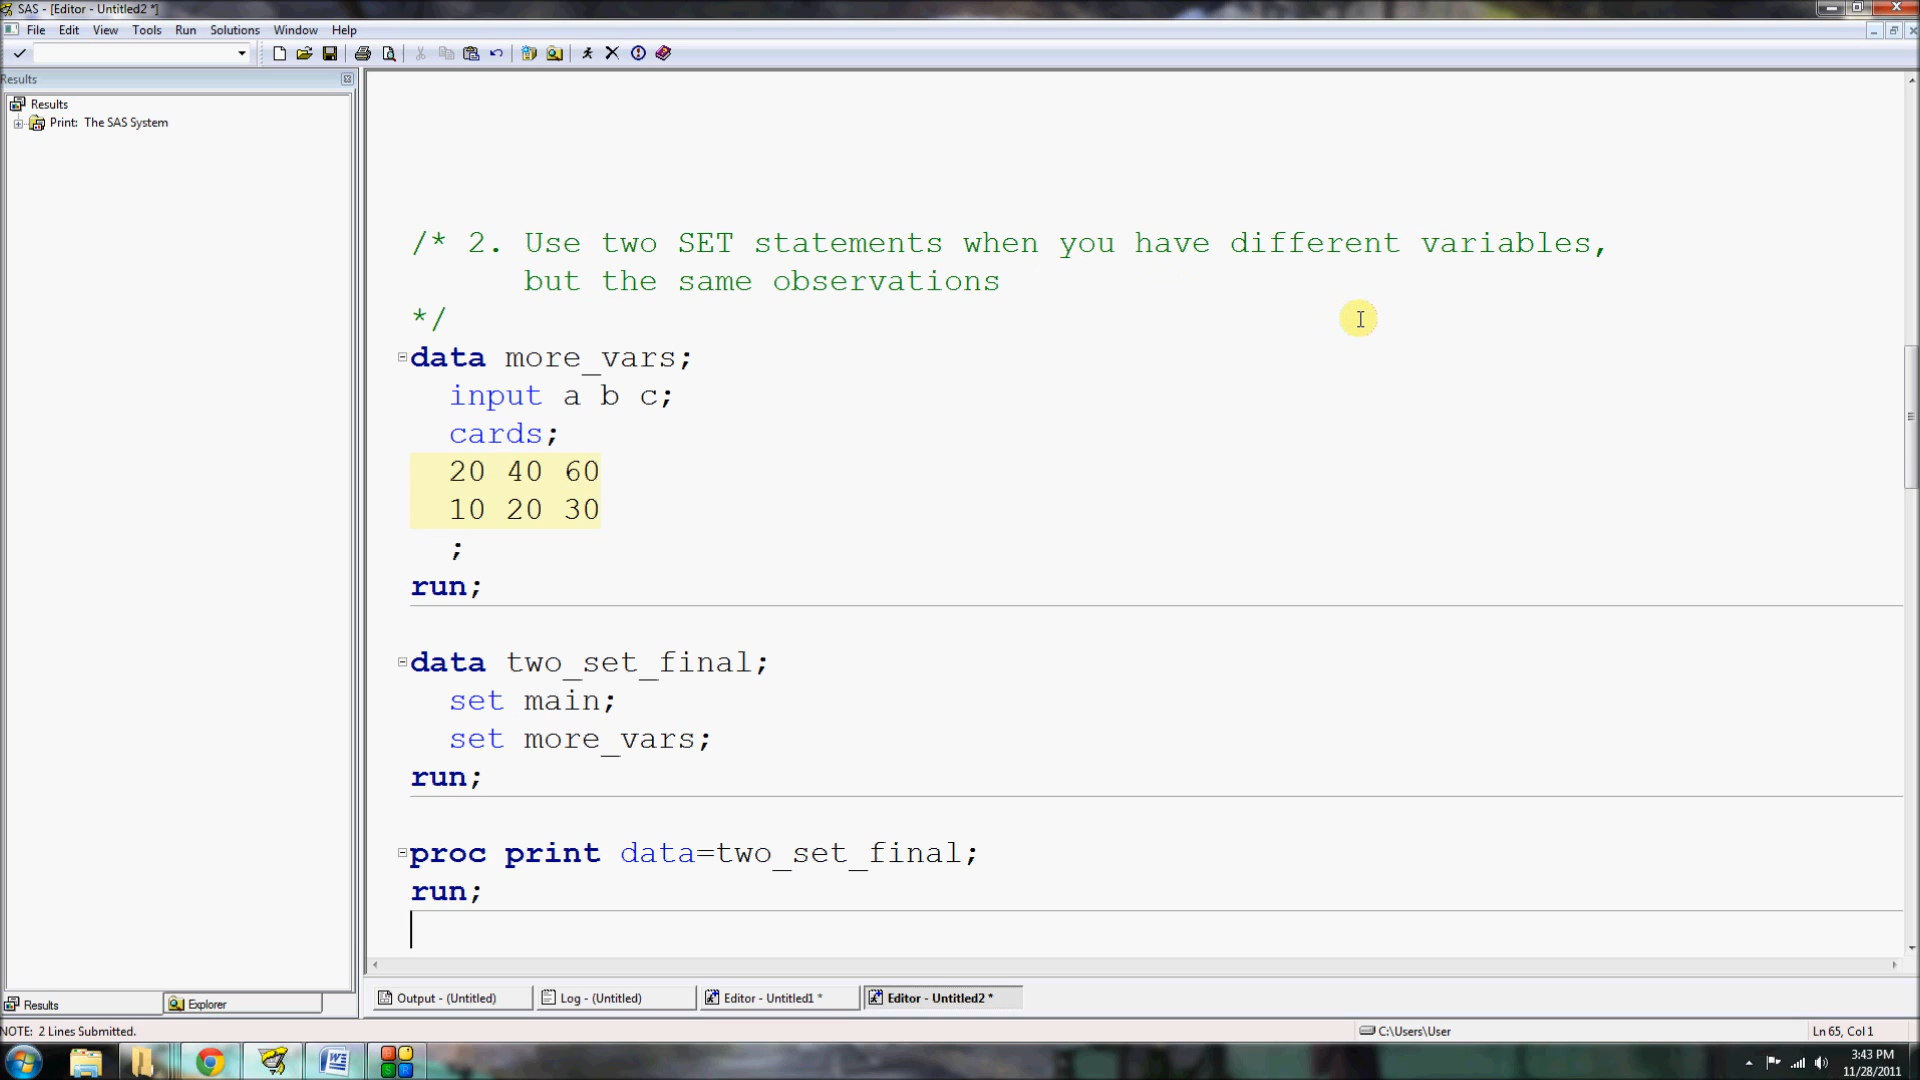 SAS - [Editor - Untitled2 *]
File Edit View Tools Run Solutions Window Help
Results
Results
Print: The SAS System
/* 2. Use two SET statements when you have different variables,
but the same observations
*/
data more_vars;
input a b c;
cards;
20 40 60
10 20 30
;
run;
data two_set_final;
set main;
set more_vars;
run;
proc print data=two_set_final;
run;
Results Explorer
Output - (Untitled) Log - (Untitled) Editor - Untitled1 * Editor - Untitled2 *
NOTE: 2 Lines Submitted. C:\Users\User Ln 65, Col 1
3:43 PM
11/28/2011